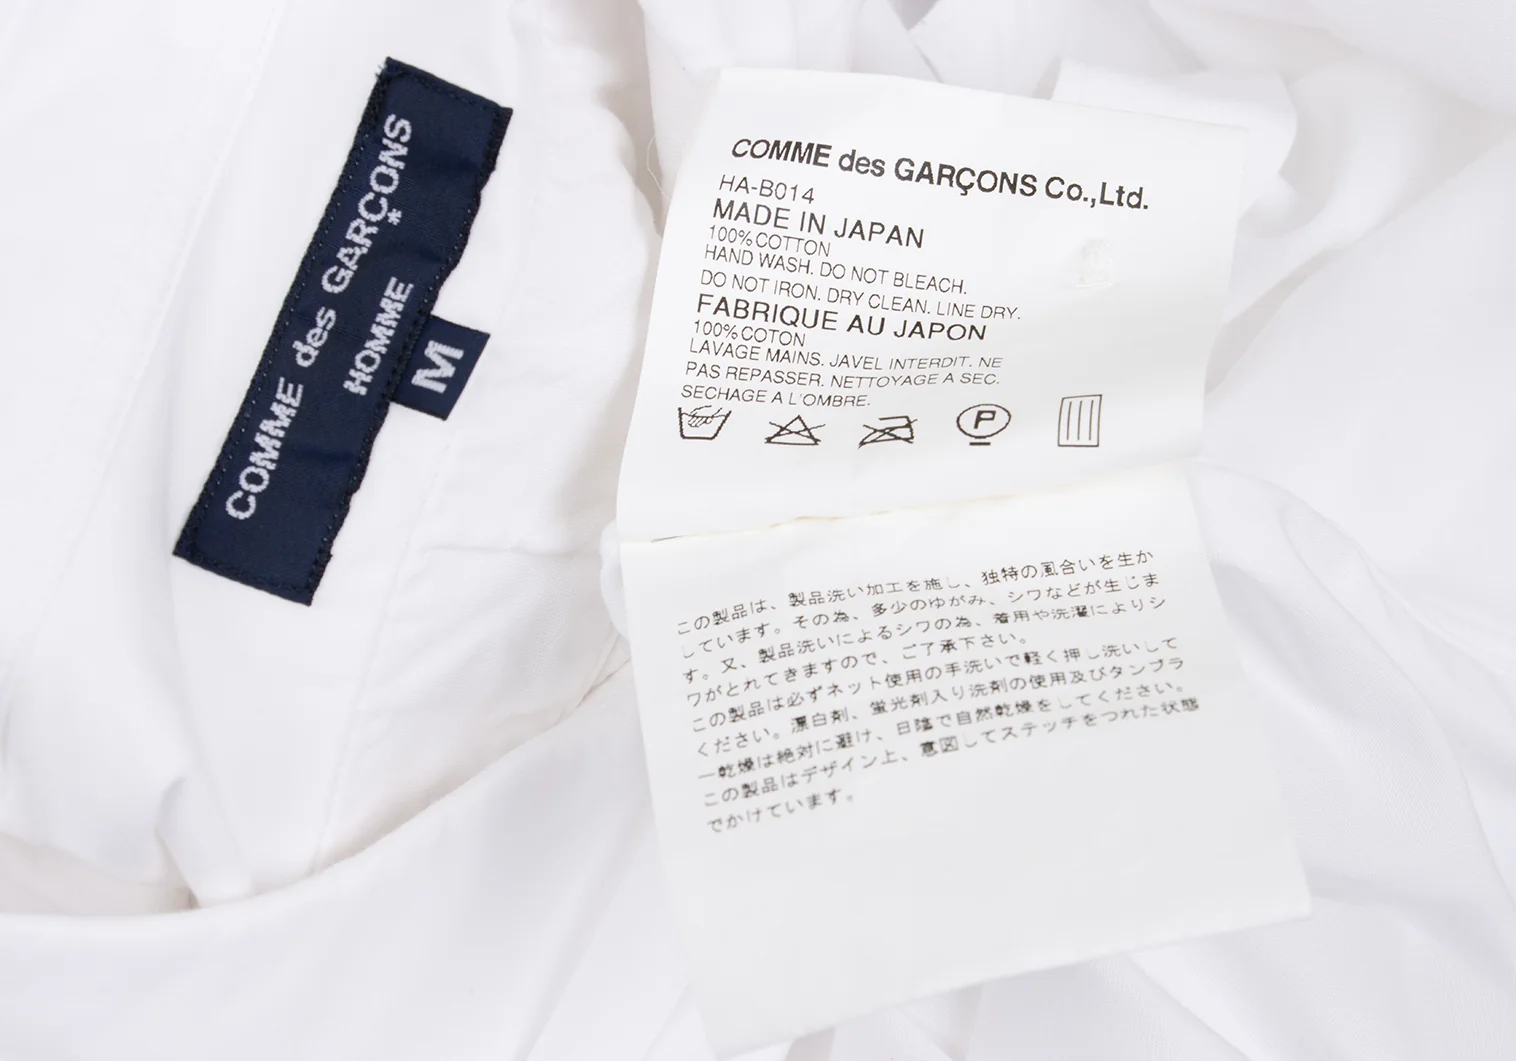 COMME des GARÇONS
HOMME
M
COMME des GARÇONS Co.,Ltd.
HA-B014
MADE IN JAPAN
100% COTTON
HAND WASH. DO NOT BLEACH.
DO NOT IRON. DRY CLEAN. LINE DRY.
FABRIQUE AU JAPON
100% COTON
LAVAGE MAINS. JAVEL INTERDIT. NE
PAS REPASSER. NETTOYAGE A SEC.
SECHAGE A L'OMBRE.
P
この製品は、製品洗い加工を施し、独特の風合いを生か
しています。その為、多少のゆがみ、シワなどが生じま
す。又、製品洗いによるシワの為、着用や洗濯によりシ
ワがとれてきますので、ご了承下さい。
この製品は必ずネット使用の手洗いで軽く押し洗いして
ください。漂白剤、蛍光剤入り洗剤の使用及びタンブラ
ー乾燥は絶対に避け、日陰で自然乾燥をしてください。
この製品はデザイン上、意図してステッチをつれた状態
でかけています。